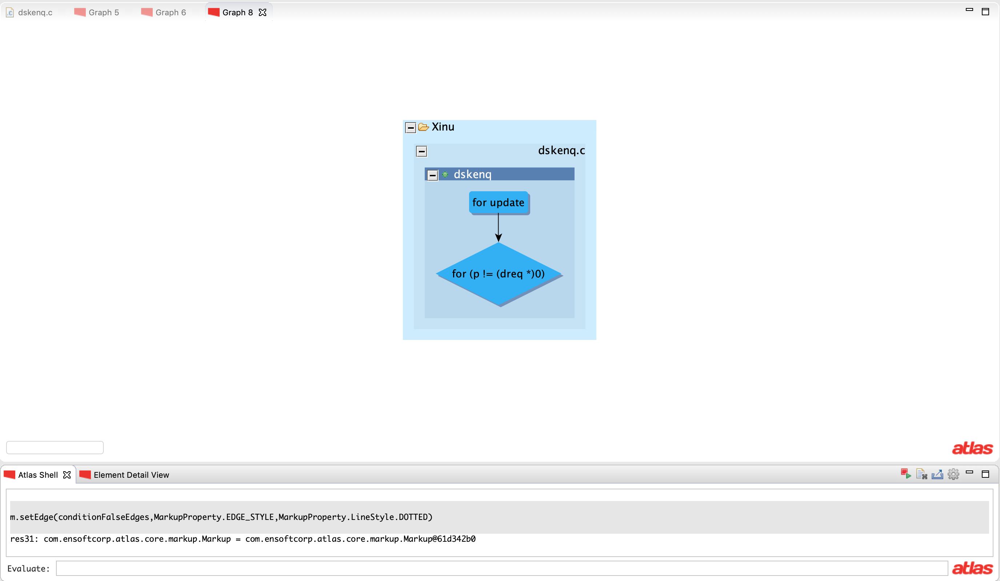 dskenq.c Graph 5 Graph 6 Graph 8
Xinu
dskenq.c
dskenq
for update
for (p != (dreq *)0)
atlas
Atlas Shell Element Detail View
m.setEdge(conditionFalseEdges,MarkupProperty.EDGE_STYLE,MarkupProperty.LineStyle.DOTTED)
res31: com.ensoftcorp.atlas.core.markup.Markup = com.ensoftcorp.atlas.core.markup.Markup@61d342b0
Evaluate:
atlas